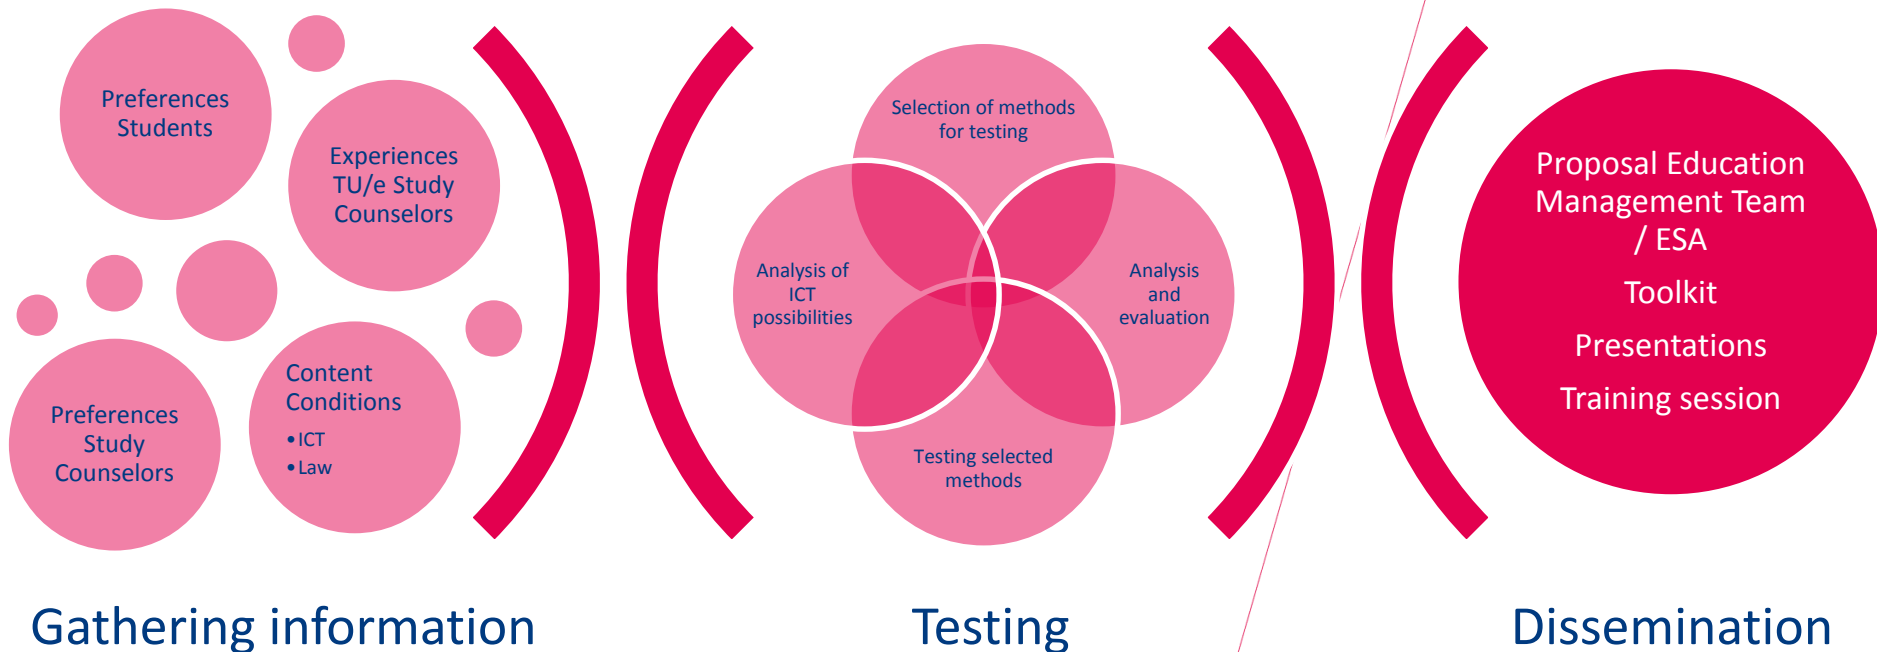 Preferences
Students
Experiences
TU/e Study
Counselors
Preferences
Study
Counselors
Content
Conditions
• ICT
• Law
Gathering information
Selection of methods
for testing
Analysis of
ICT
possibilities
Analysis
and
evaluation
Testing selected
methods
Testing
Proposal Education
Management Team
/ ESA
Toolkit
Presentations
Training session
Dissemination